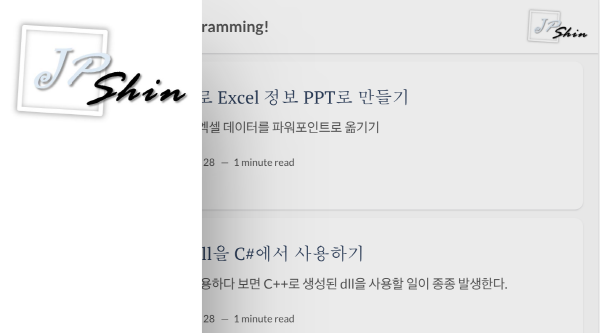 JP
Shin
ramming!
JP
Shin
로 Excel 정보 PPT로 만들기
엑셀 데이터를 파워포인트로 옮기기
28 — 1 minute read
ll을 C#에서 사용하기
용하다 보면 C++로 생성된 dll을 사용할 일이 종종 발생한다.
28 — 1 minute read